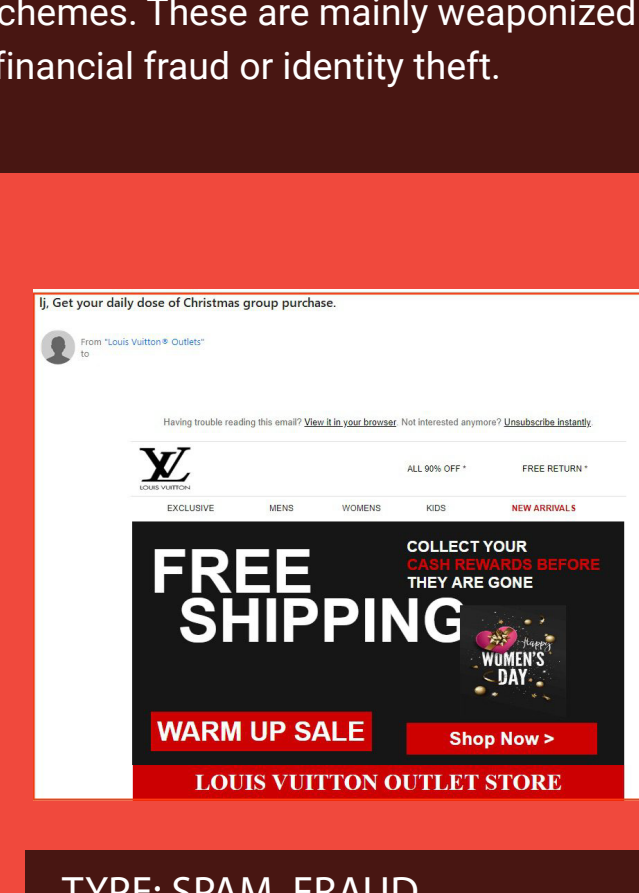 chemes. These are mainly weaponized
financial fraud or identity theft.
lj, Get your daily dose of Christmas group purchase.
From "Louis Vuitton® Outlets"
to
Having trouble reading this email? View it in your browser. Not interested anymore? Unsubscribe instantly.
LV
LOUIS VUITTON
ALL 90% OFF * FREE RETURN *
EXCLUSIVE MENS WOMENS KIDS NEW ARRIVALS
FREE
SHIPPING
COLLECT YOUR
CASH REWARDS BEFORE
THEY ARE GONE
Happy
WOMEN'S
DAY
WARM UP SALE
Shop Now >
LOUIS VUITTON OUTLET STORE
TYPE: SPAM, FRAUD